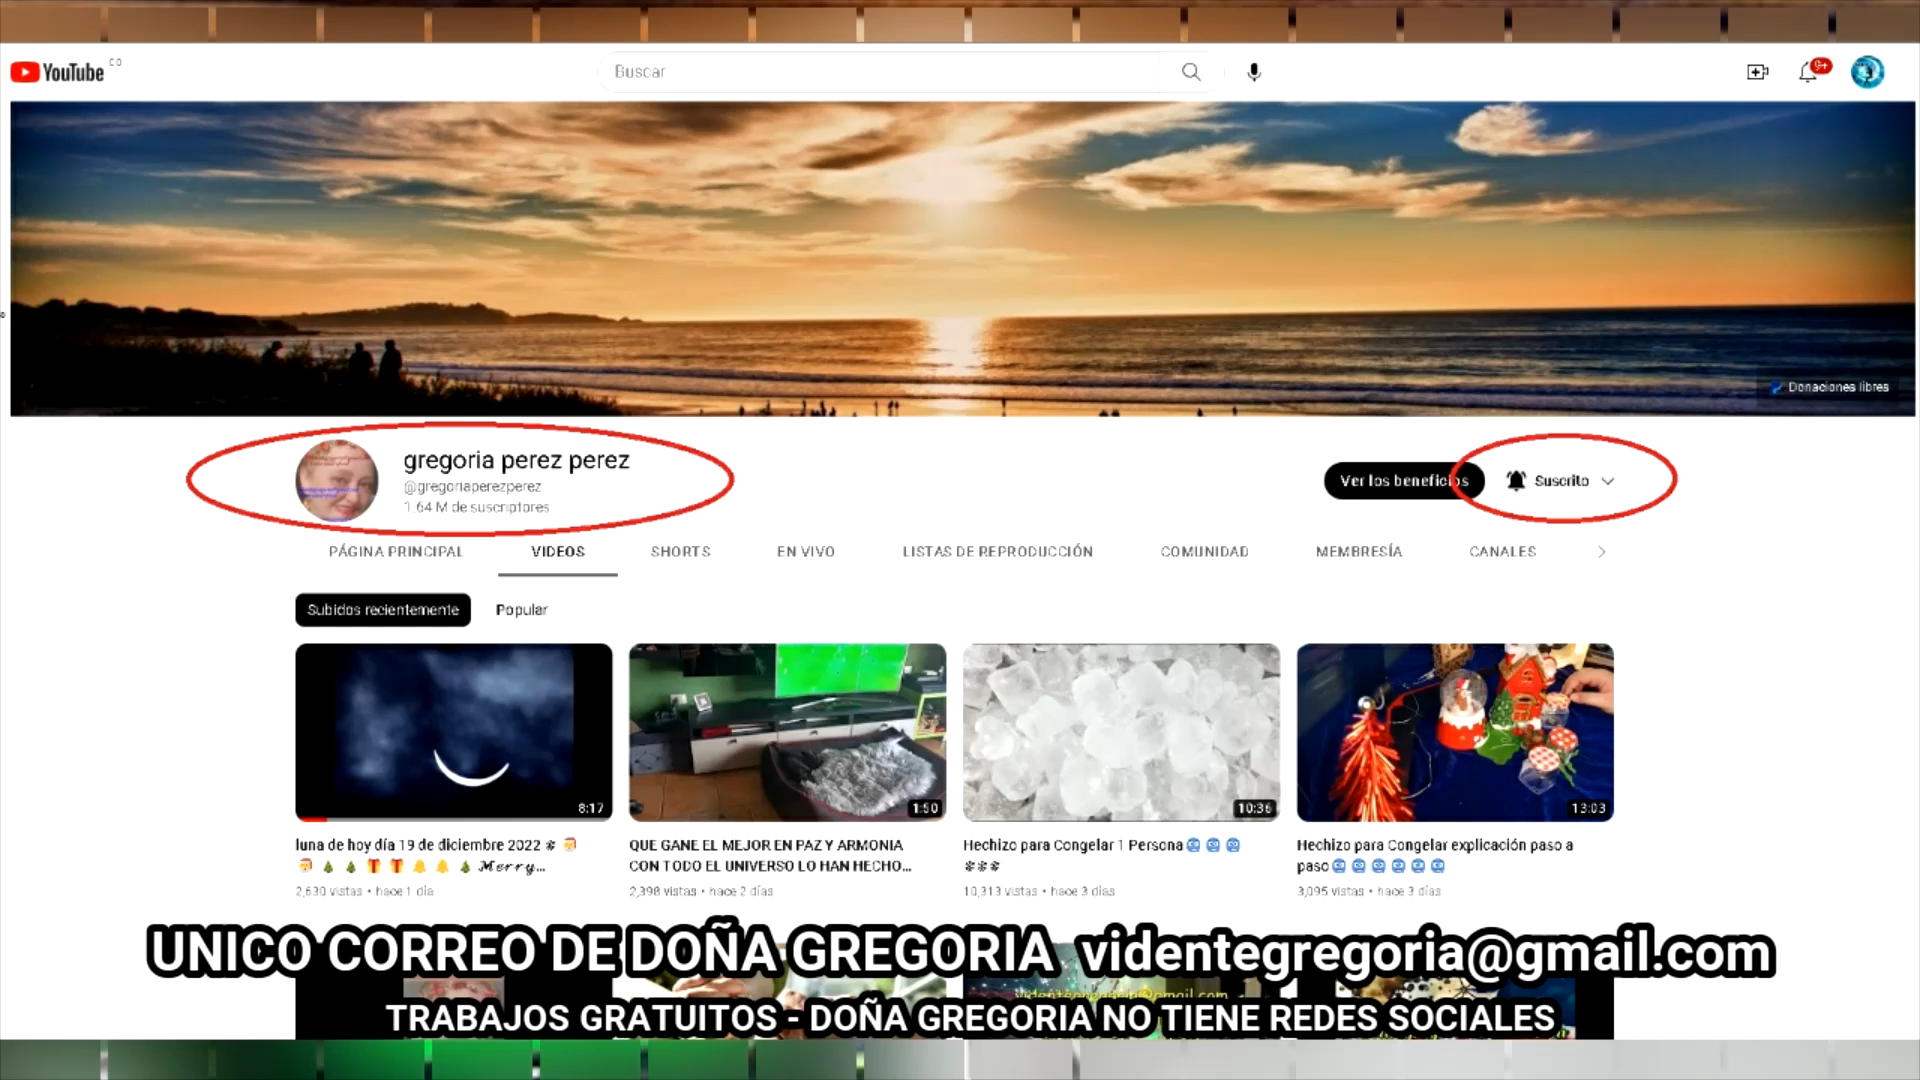 YouTube CO
Buscar
9+
Donaciones libres
gregoria perez perez
@gregoriaperezperez
1.64 M de suscriptores
Ver los beneficios
Suscrito
PÁGINA PRINCIPAL VIDEOS SHORTS EN VIVO LISTAS DE REPRODUCCIÓN COMUNIDAD MEMBRESÍA CANALES
Subidos recientemente Popular
8:17 1:50 10:36 13:03
luna de hoy día 19 de diciembre 2022
Merry...
2,630 vistas • hace 1 día
QUE GANE EL MEJOR EN PAZ Y ARMONIA
CON TODO EL UNIVERSO LO HAN HECHO...
2,398 vistas • hace 2 días
Hechizo para Congelar 1 Persona
10,313 vistas • hace 3 días
Hechizo para Congelar explicación paso a
paso
3,095 vistas • hace 3 días
UNICO CORREO DE DOÑA GREGORIA videntegregoria@gmail.com
videntegregoria@gmail.com
TRABAJOS GRATUITOS - DOÑA GREGORIA NO TIENE REDES SOCIALES